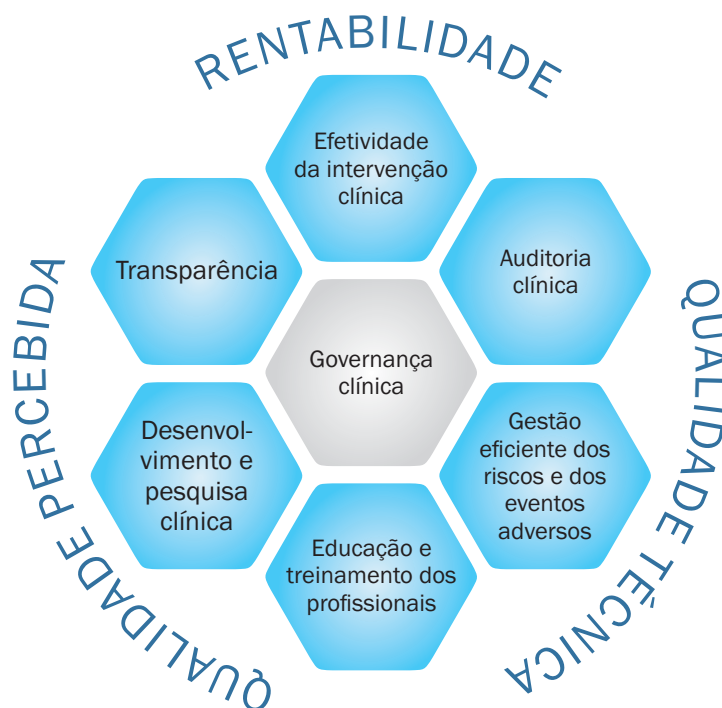 RENTABILIDADE
Efetividade
da intervenção
clínica
Transparência
Auditoria
clínica
Governança
clínica
Desenvol-
vimento e
pesquisa
clínica
Gestão
eficiente dos
riscos e dos
eventos
adversos
Educação e
treinamento dos
profissionais
QUALIDADE PERCEBIDA
QUALIDADE TÉCNICA